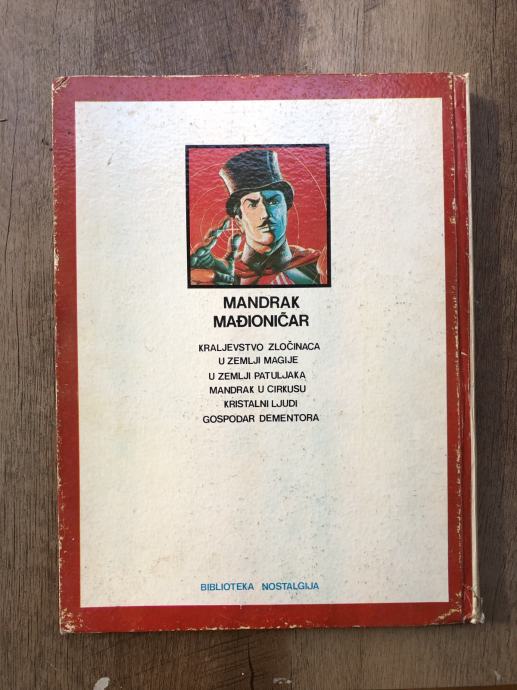 MANDRAK
MAĐIONIČAR
KRALJEVSTVO ZLOČINACA
U ZEMLJI MAGIJE
U ZEMLJI PATULJAKA
MANDRAK U CIRKUSU
KRISTALNI LJUDI
GOSPODAR DEMENTORA
BIBLIOTEKA NOSTALGIJA